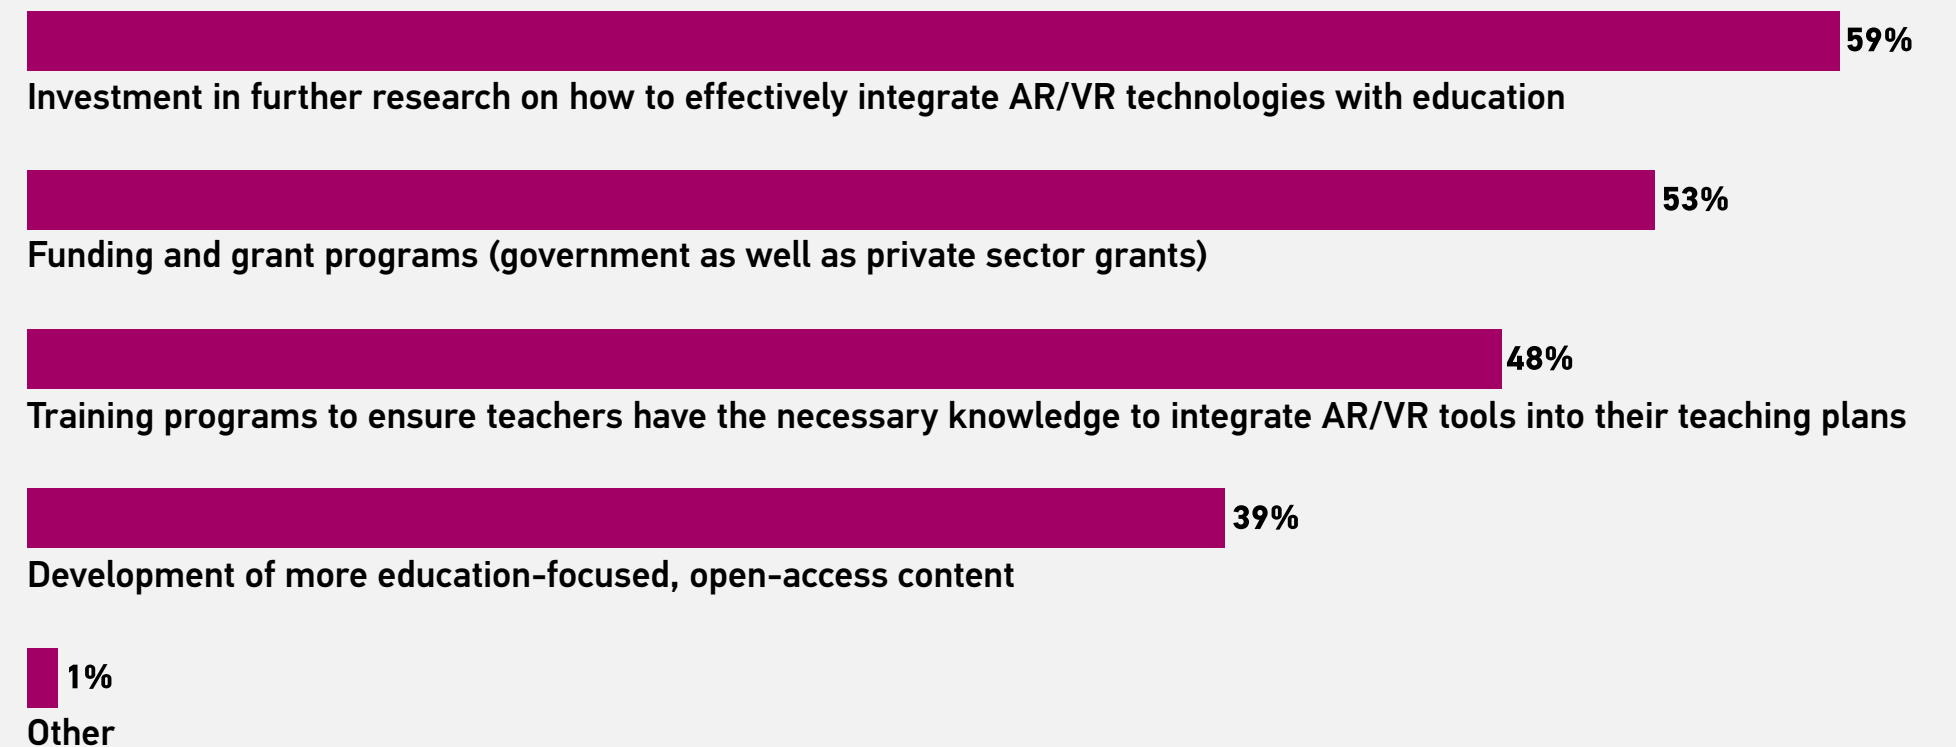 59%
Investment in further research on how to effectively integrate AR/VR technologies with education
53%
Funding and grant programs (government as well as private sector grants)
48%
Training programs to ensure teachers have the necessary knowledge to integrate AR/VR tools into their teaching plans
39%
Development of more education-focused, open-access content
1%
Other